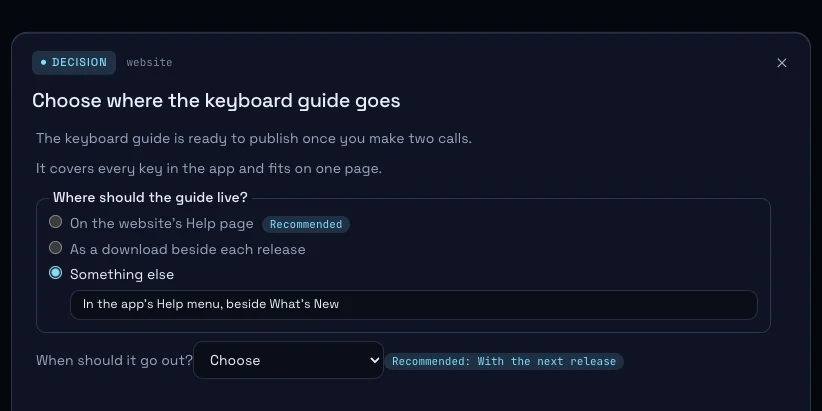 DECISION website
Choose where the keyboard guide goes
The keyboard guide is ready to publish once you make two calls.
It covers every key in the app and fits on one page.
Where should the guide live?
On the website's Help page Recommended
As a download beside each release
Something else
In the app's Help menu, beside What's New
When should it go out? Choose Recommended: With the next release